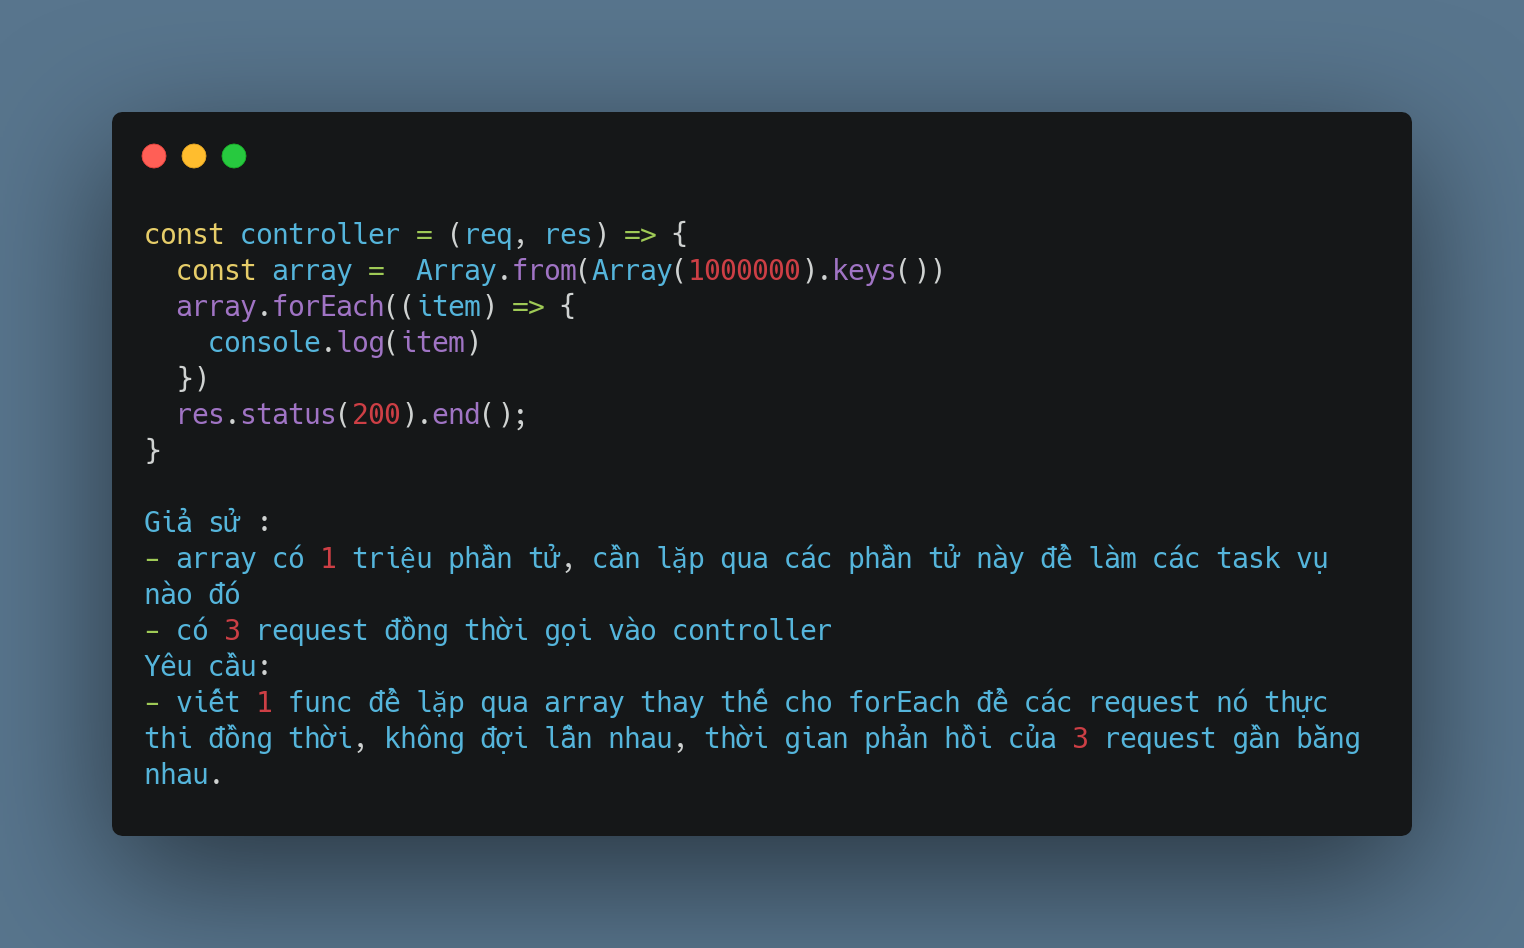 const controller = (req, res) => {
  const array =  Array.from(Array(1000000).keys())
  array.forEach((item) => {
    console.log(item)
  })
  res.status(200).end();
}

Giả sử :
- array có 1 triệu phần tử, cần lặp qua các phần tử này để làm các task vụ
nào đó
- có 3 request đồng thời gọi vào controller
Yêu cầu:
- viết 1 func để lặp qua array thay thế cho forEach để các request nó thực
thi đồng thời, không đợi lẫn nhau, thời gian phản hồi của 3 request gần bằng
nhau.